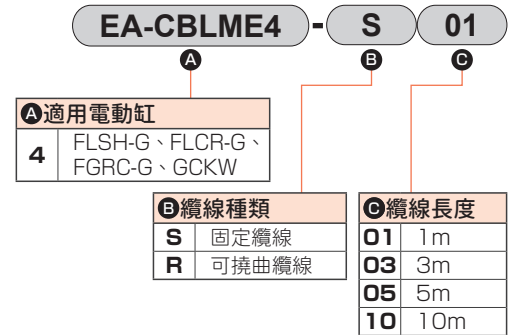 EA-CBLME4 - S 01
A B C
A適用電動缸
4 FLSH-G、FLCR-G、
FGRC-G、GCKW
B纜線種類
S 固定纜線
R 可撓曲纜線
C纜線長度
01 1m
03 3m
05 5m
10 10m